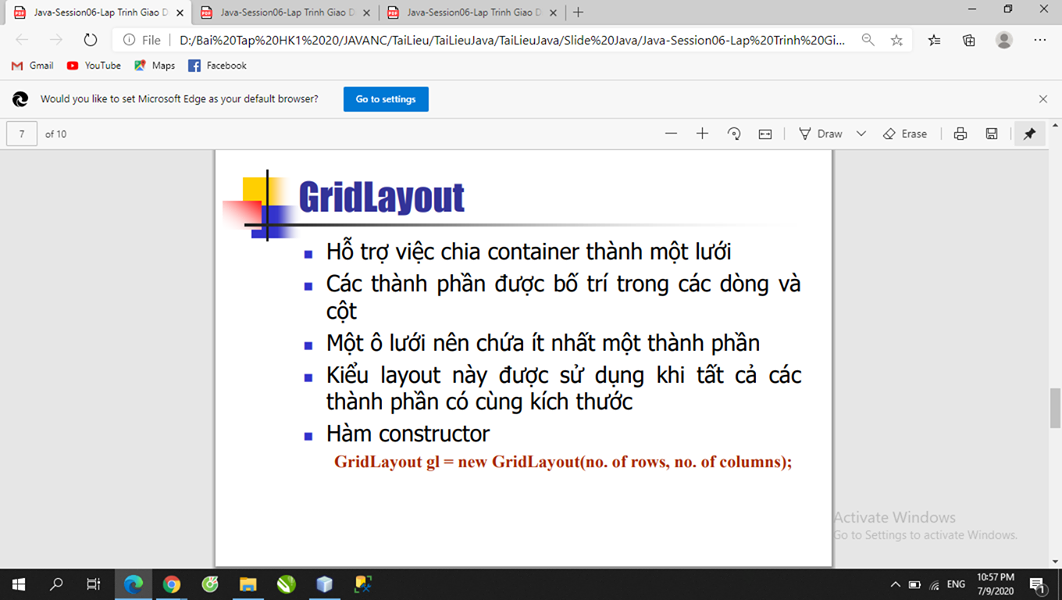 Java-Session06-Lap Trinh Giao D
Java-Session06-Lap Trinh Giao D
Java-Session06-Lap Trinh Giao D
File
D:/Bai%20Tap%20HK1%2020/JAVANC/TaiLieu/TaiLieuJava/TaiLieuJava/Slide%20Java/Java-Session06-Lap%20Trinh%20Gi...
Gmail
YouTube
Maps
Facebook
Would you like to set Microsoft Edge as your default browser?
Go to settings
7 of 10
Draw
Erase
GridLayout
Hỗ trợ việc chia container thành một lưới
Các thành phần được bố trí trong các dòng và
cột
Một ô lưới nên chứa ít nhất một thành phần
Kiểu layout này được sử dụng khi tất cả các
thành phần có cùng kích thước
Hàm constructor
GridLayout gl = new GridLayout(no. of rows, no. of columns);
Activate Windows
Go to Settings to activate Windows.
ENG
10:57 PM
7/9/2020
1